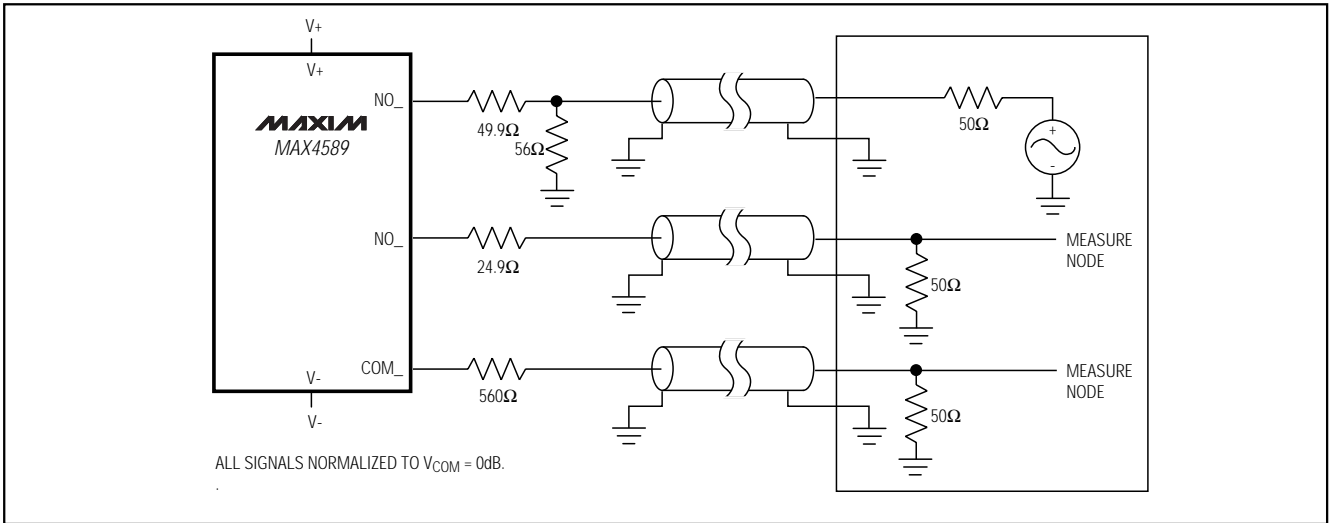 V+
V+
NO_
MAXIM
MAX4589
49.9Ω
56Ω
50Ω
+
-
NO_
24.9Ω
50Ω
MEASURE
NODE
COM_
560Ω
50Ω
MEASURE
NODE
V-
V-
ALL SIGNALS NORMALIZED TO VCOM = 0dB.
.